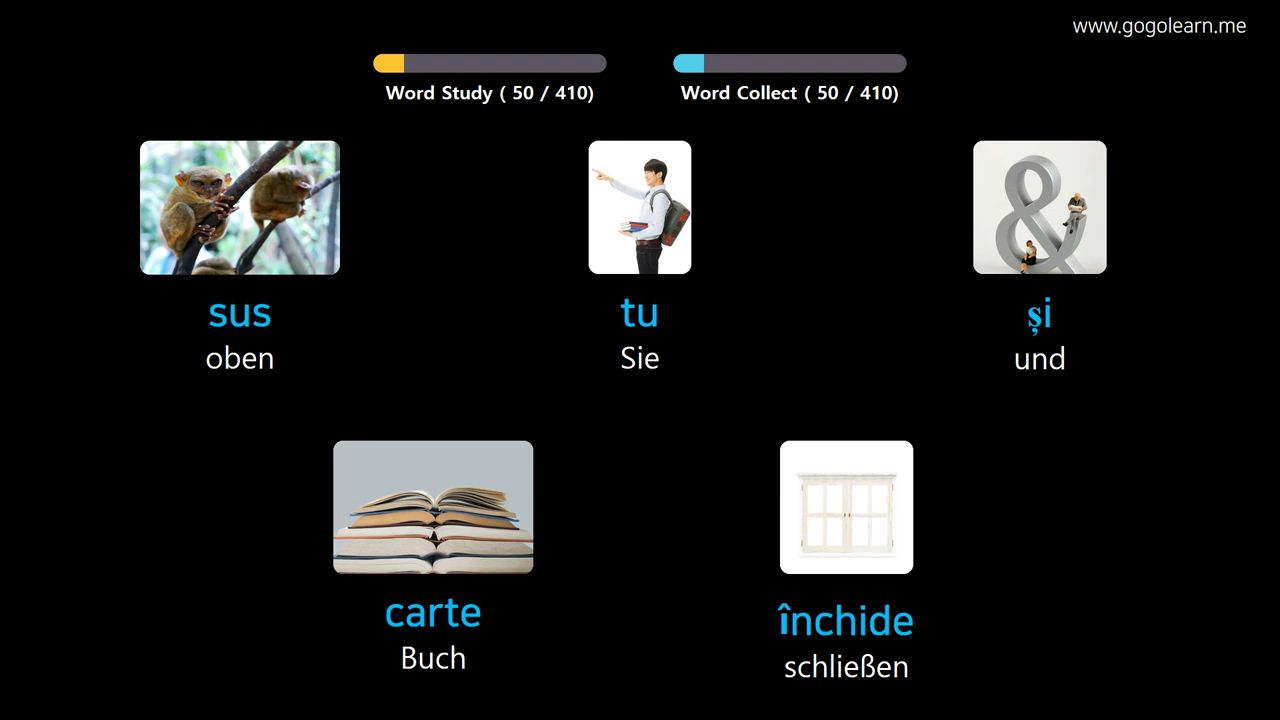 www.gogolearn.me
Word Study ( 50 / 410)
Word Collect ( 50 / 410)
sus
oben
tu
Sie
și
und
carte
Buch
închide
schließen